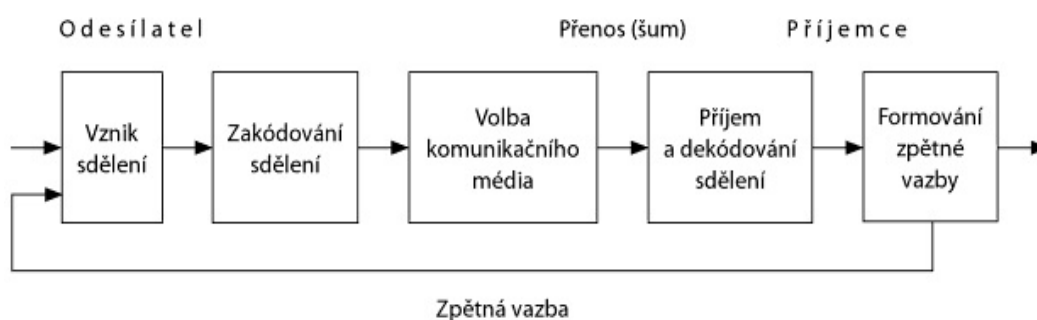 Odesílatel
Přenos (šum)
Příjemce
Vznik
sdělení
Zakódování
sdělení
Volba
komunikačního
média
Příjem
a dekódování
sdělení
Formování
zpětné
vazby
Zpětná vazba